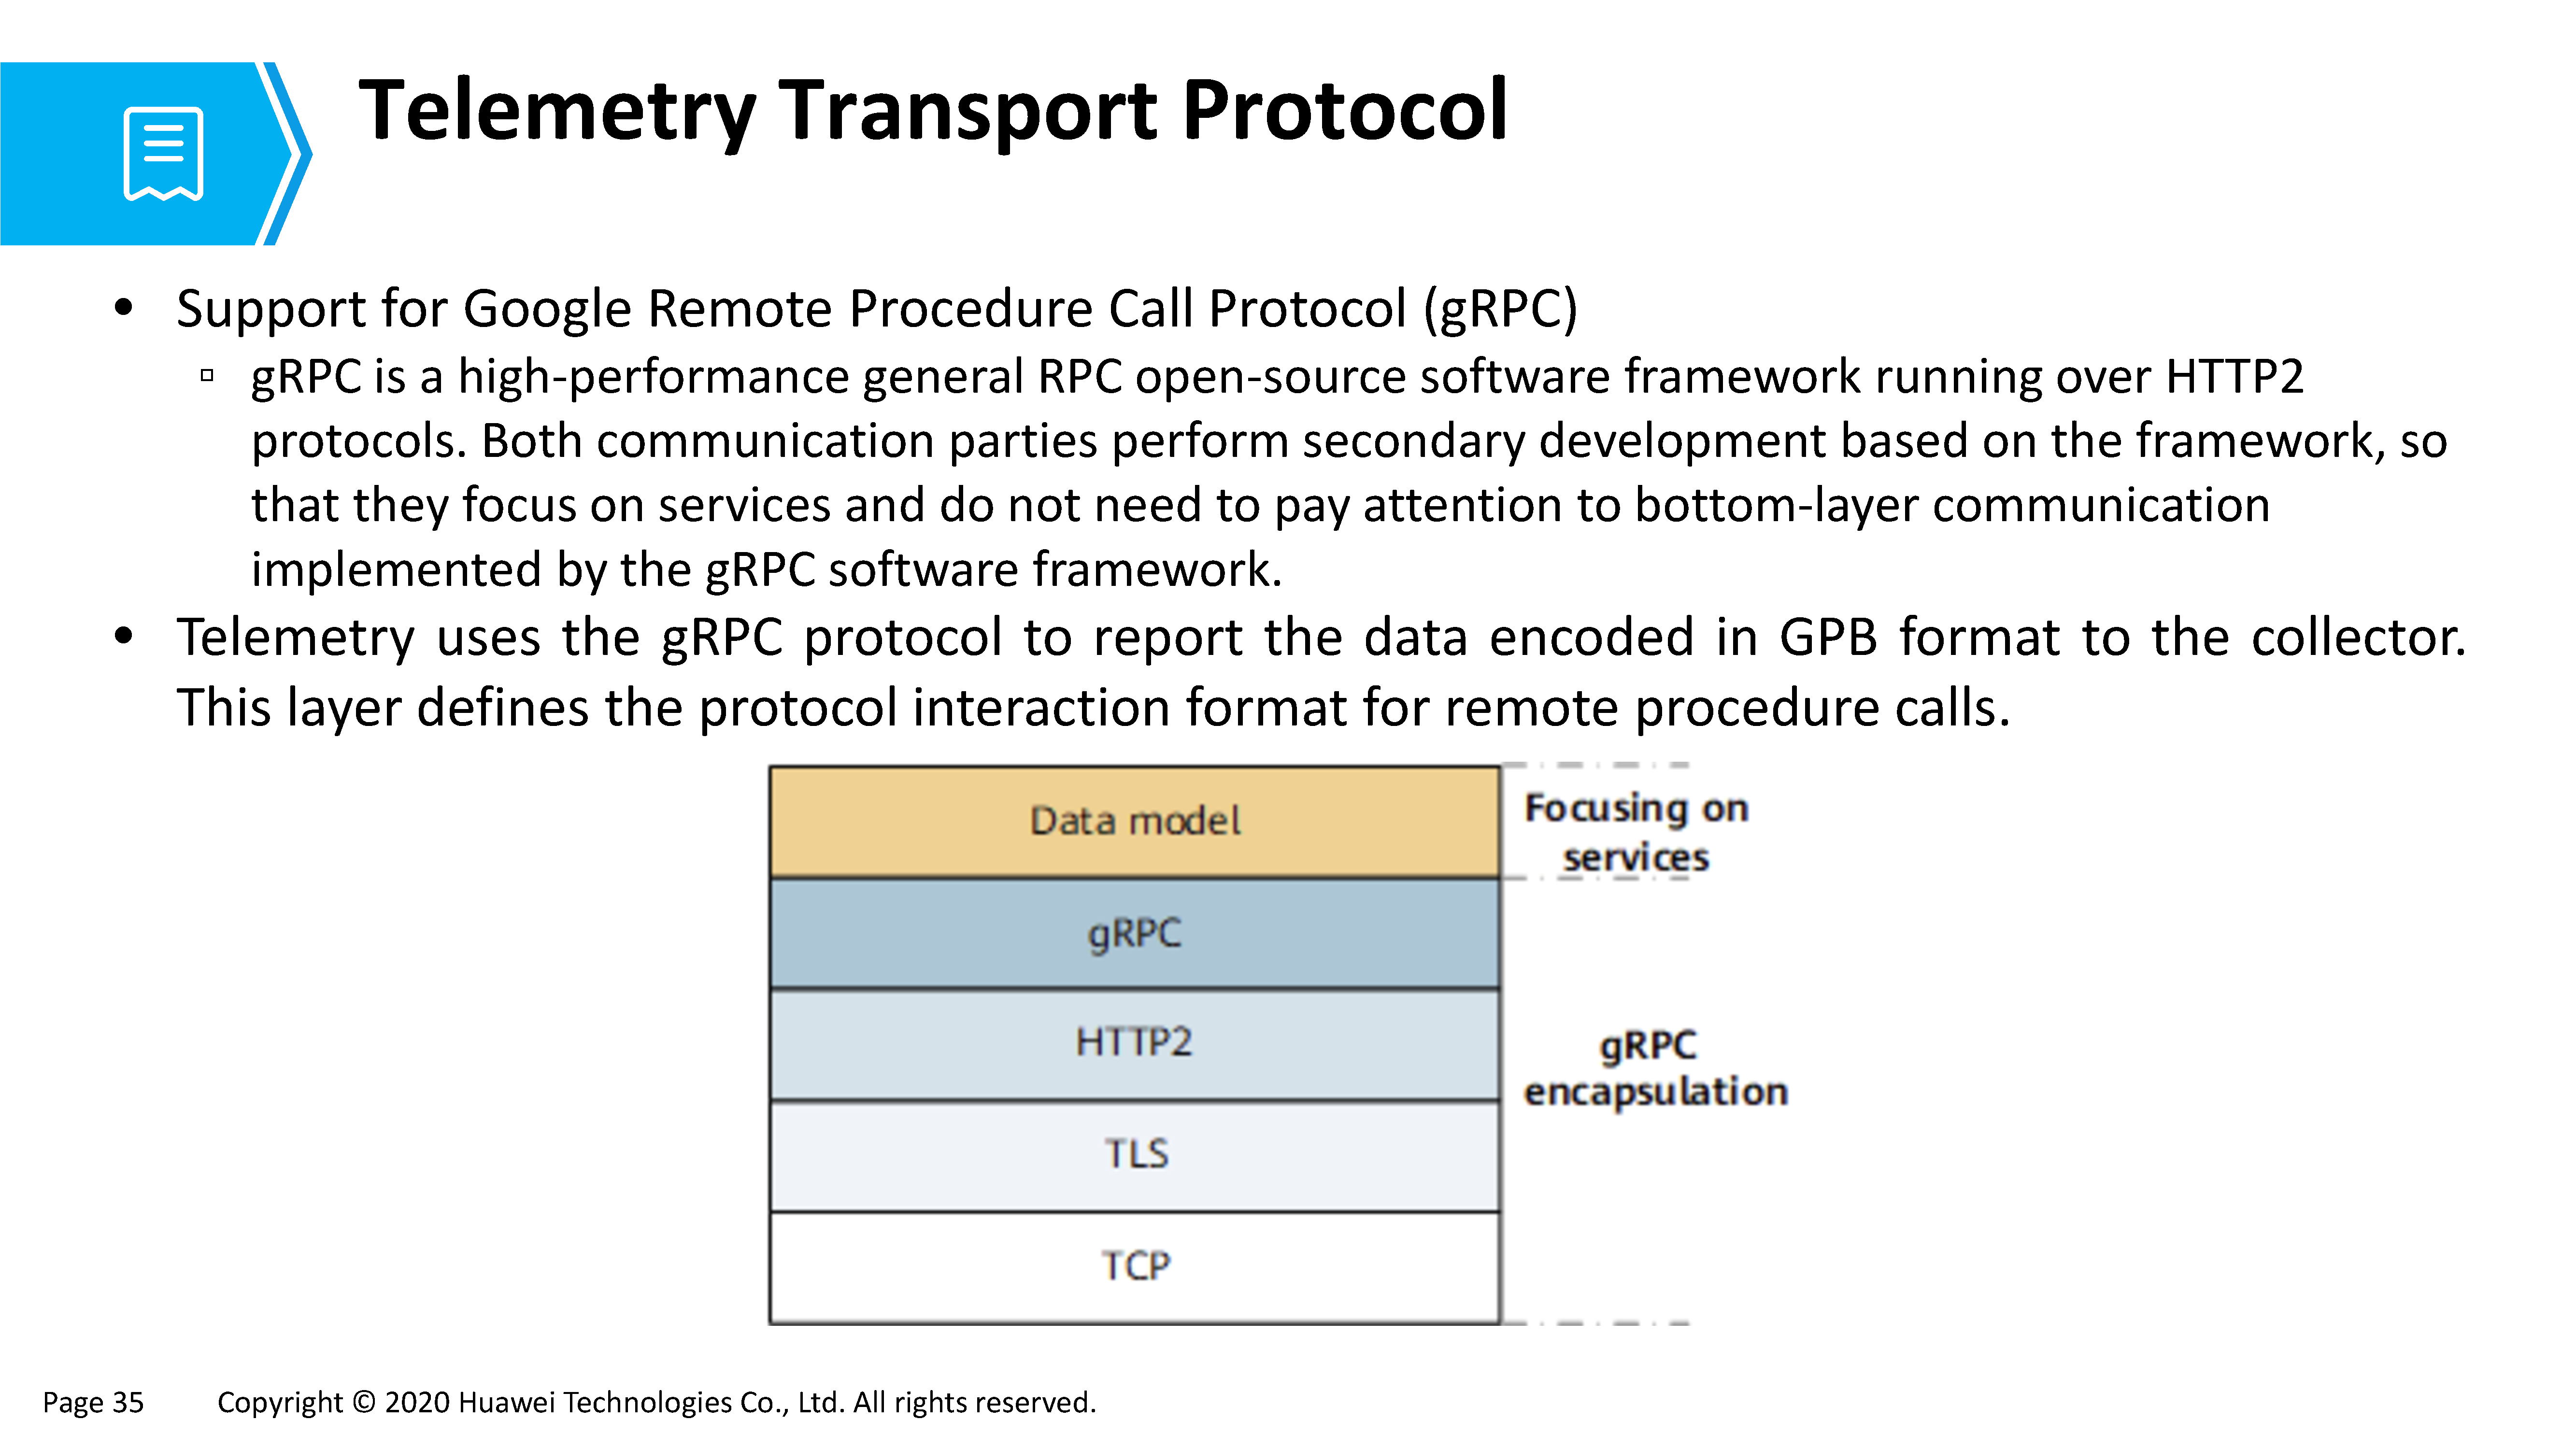 Telemetry Transport Protocol
• Support for Google Remote Procedure Call Protocol (gRPC)
▫ gRPC is a high-performance general RPC open-source software framework running over HTTP2
protocols. Both communication parties perform secondary development based on the framework, so
that they focus on services and do not need to pay attention to bottom-layer communication
implemented by the gRPC software framework.
• Telemetry uses the gRPC protocol to report the data encoded in GPB format to the collector.
This layer defines the protocol interaction format for remote procedure calls.
Data model
Focusing on
services
gRPC
HTTP2
gRPC
encapsulation
TLS
TCP
Page 35 Copyright © 2020 Huawei Technologies Co., Ltd. All rights reserved.